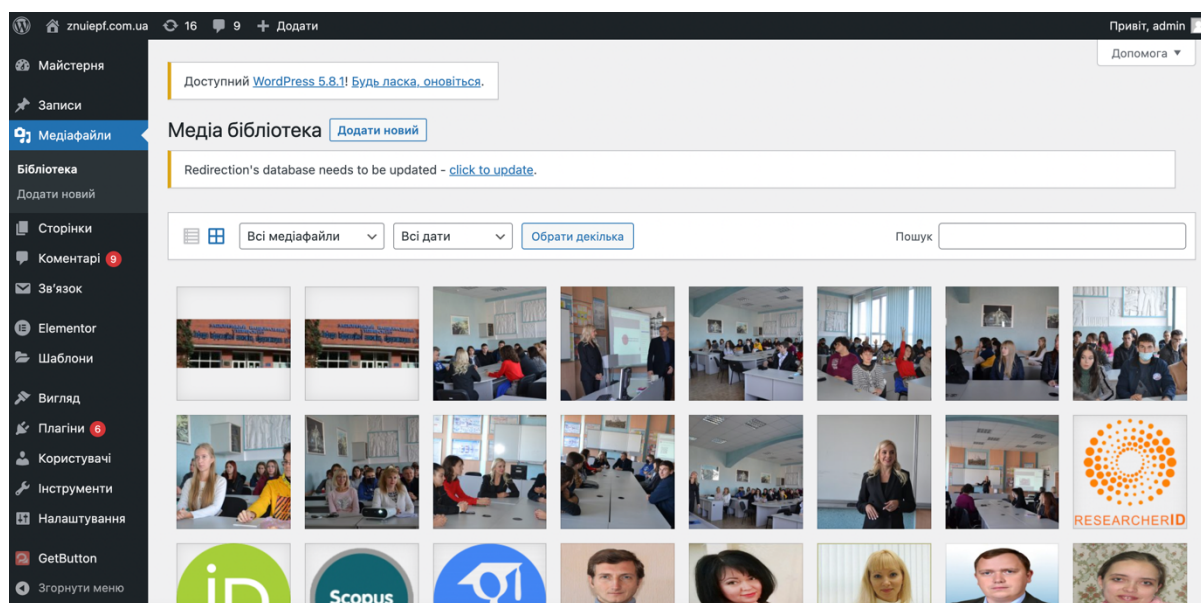 znuiepf.com.ua 16 9 + Додати Привіт, admin
Допомога
Майстерня
Записи
Медіафайли
Бібліотека
Додати новий
Сторінки
Коментарі 9
Зв'язок
Elementor
Шаблони
Вигляд
Плагіни 6
Користувачі
Інструменти
Налаштування
GetButton
Згорнути меню
Доступний WordPress 5.8.1! Будь ласка, оновіться.
Медіа бібліотека Додати новий
Redirection's database needs to be updated - click to update.
Всі медіафайли Всі дати Обрати декілька Пошук
RESEARCHERID
iD
Scopus